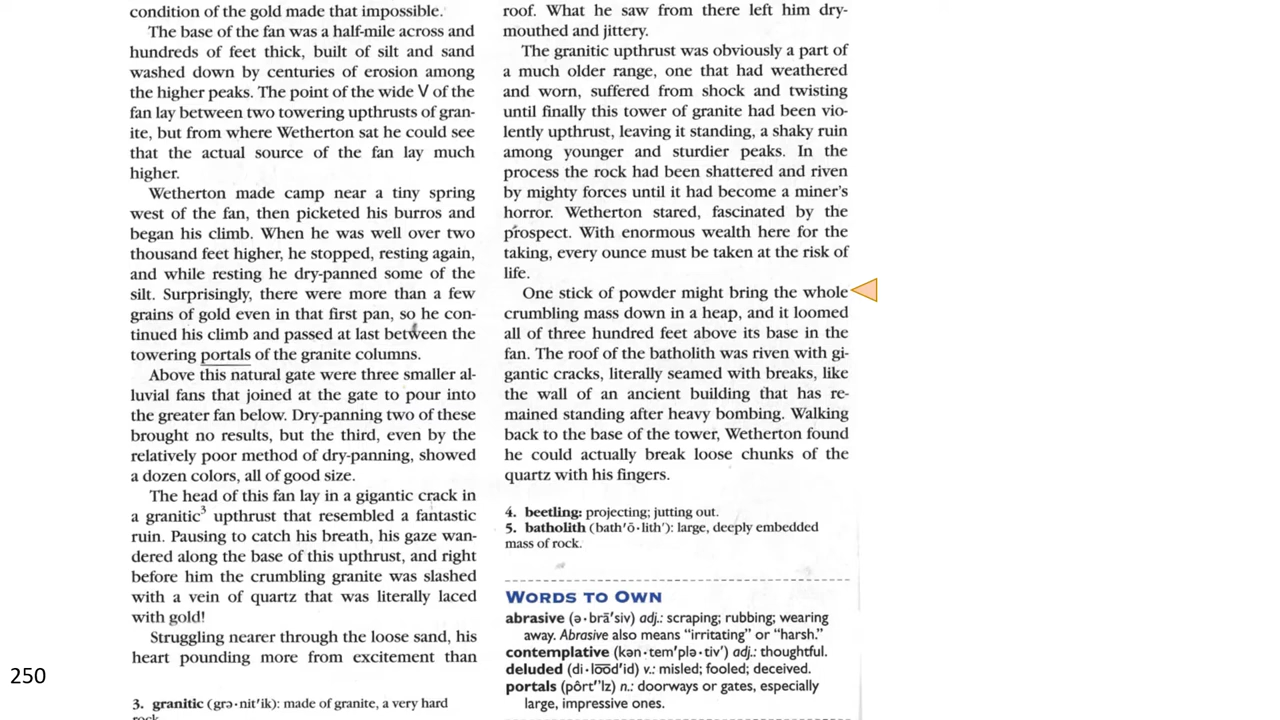 condition of the gold made that impossible.
The base of the fan was a half-mile across and
hundreds of feet thick, built of silt and sand
washed down by centuries of erosion among
the higher peaks. The point of the wide V of the
fan lay between two towering upthrusts of gran-
ite, but from where Wetherton sat he could see
that the actual source of the fan lay much
higher.
Wetherton made camp near a tiny spring
west of the fan, then picketed his burros and
began his climb. When he was well over two
thousand feet higher, he stopped, resting again,
and while resting he dry-panned some of the
silt. Surprisingly, there were more than a few
grains of gold even in that first pan, so he con-
tinued his climb and passed at last between the
towering portals of the granite columns.
Above this natural gate were three smaller al-
luvial fans that joined at the gate to pour into
the greater fan below. Dry-panning two of these
brought no results, but the third, even by the
relatively poor method of dry-panning, showed
a dozen colors, all of good size.
The head of this fan lay in a gigantic crack in
a granitic³ upthrust that resembled a fantastic
ruin. Pausing to catch his breath, his gaze wan-
dered along the base of this upthrust, and right
before him the crumbling granite was slashed
with a vein of quartz that was literally laced
with gold!
Struggling nearer through the loose sand, his
heart pounding more from excitement than
3. granitic (grə•nit′ik): made of granite, a very hard
rock.
roof. What he saw from there left him dry-
mouthed and jittery.
The granitic upthrust was obviously a part of
a much older range, one that had weathered
and worn, suffered from shock and twisting
until finally this tower of granite had been vio-
lently upthrust, leaving it standing, a shaky ruin
among younger and sturdier peaks. In the
process the rock had been shattered and riven
by mighty forces until it had become a miner's
horror. Wetherton stared, fascinated by the
prospect. With enormous wealth here for the
taking, every ounce must be taken at the risk of
life.
One stick of powder might bring the whole
crumbling mass down in a heap, and it loomed
all of three hundred feet above its base in the
fan. The roof of the batholith was riven with gi-
gantic cracks, literally seamed with breaks, like
the wall of an ancient building that has re-
mained standing after heavy bombing. Walking
back to the base of the tower, Wetherton found
he could actually break loose chunks of the
quartz with his fingers.
4. beetling: projecting; jutting out.
5. batholith (bath′ō•lith′): large, deeply embedded
mass of rock.
WORDS TO OWN
abrasive (ə•brā′siv) adj.: scraping; rubbing; wearing
away. Abrasive also means "irritating" or "harsh."
contemplative (kən•tem′plə•tiv′) adj.: thoughtful.
deluded (di•lo͞od′id) v.: misled; fooled; deceived.
portals (pôrt″lz) n.: doorways or gates, especially
large, impressive ones.
250